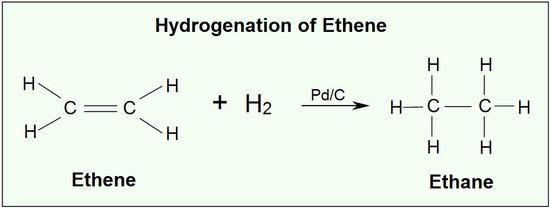 Hydrogenation of Ethene
H H H H
C C + H2 Pd/C H C C H
H H H H
Ethene Ethane